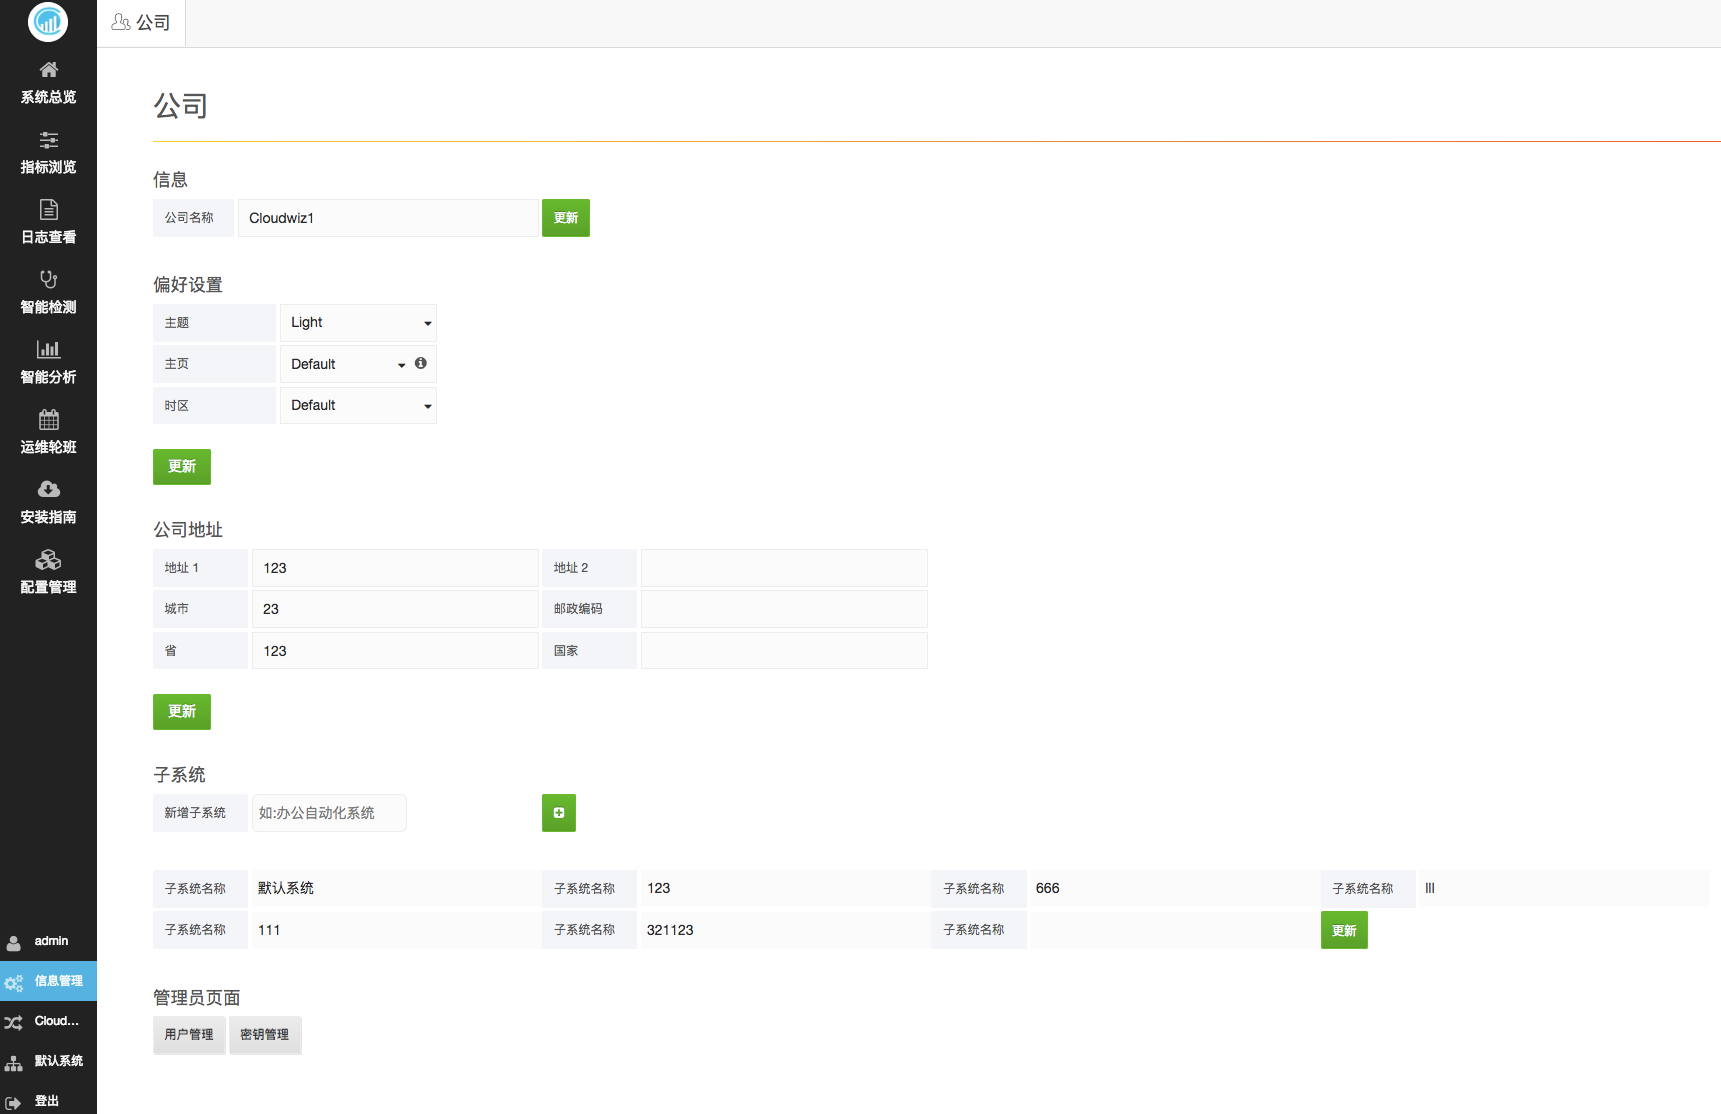 公司
系统总览
指标浏览
日志查看
智能检测
智能分析
运维轮班
安装指南
配置管理
admin
信息管理
Cloud...
默认系统
登出
公司
信息
公司名称 Cloudwiz1 更新
偏好设置
主题 Light
主页 Default
时区 Default
更新
公司地址
地址 1 123 地址 2
城市 23 邮政编码
省 123 国家
更新
子系统
新增子系统 如:办公自动化系统
子系统名称 默认系统 子系统名称 123 子系统名称 666 子系统名称 lll
子系统名称 111 子系统名称 321123 子系统名称 更新
管理员页面
用户管理 密钥管理